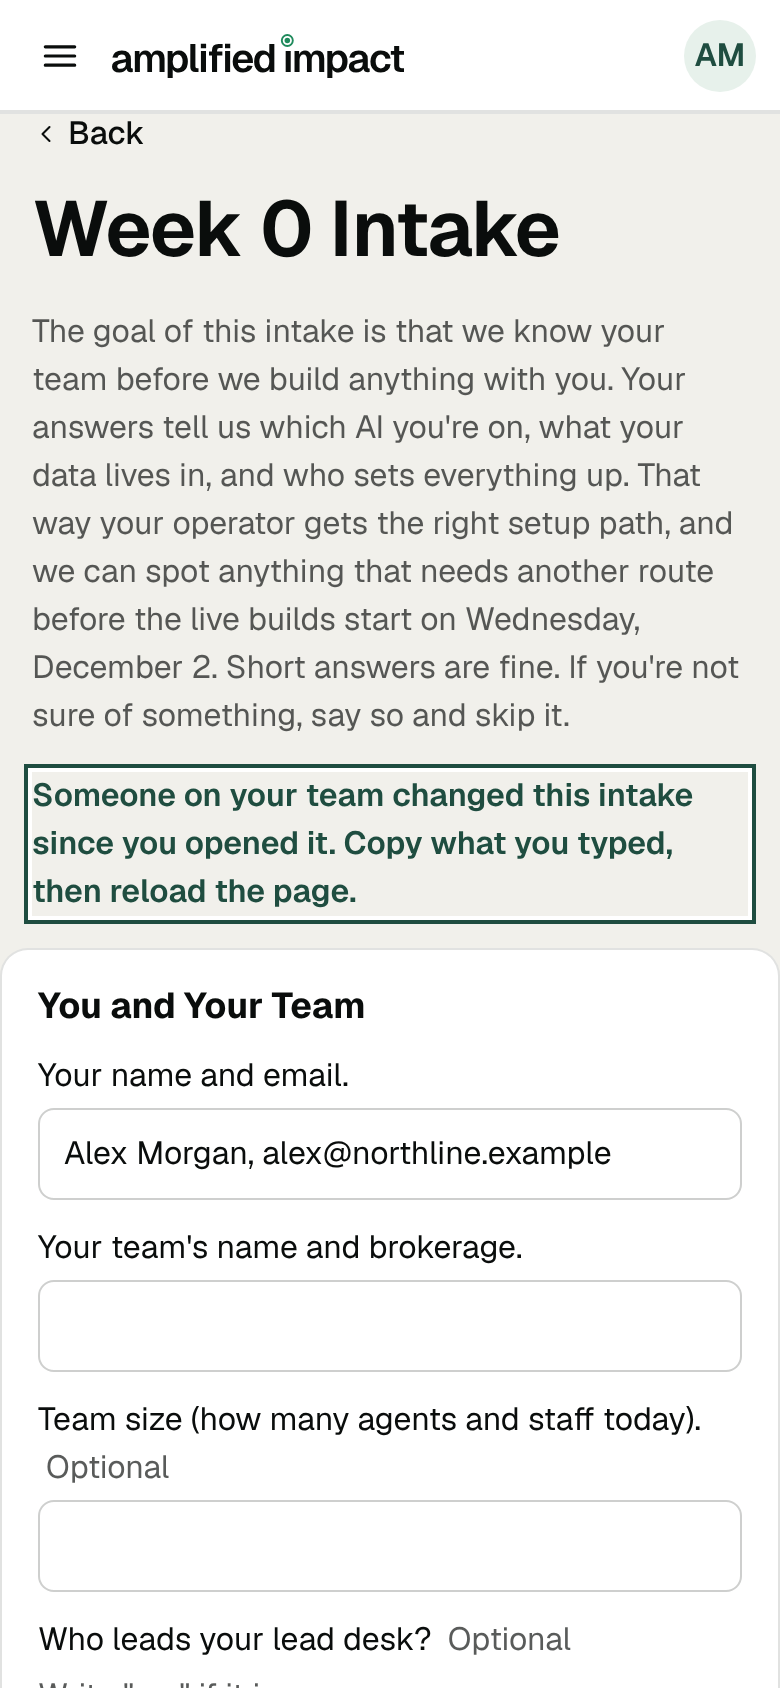 amplified impact
AM
Back
Week 0 Intake
The goal of this intake is that we know your
team before we build anything with you. Your
answers tell us which AI you're on, what your
data lives in, and who sets everything up. That
way your operator gets the right setup path, and
we can spot anything that needs another route
before the live builds start on Wednesday,
December 2. Short answers are fine. If you're not
sure of something, say so and skip it.
Someone on your team changed this intake
since you opened it. Copy what you typed,
then reload the page.
You and Your Team
Your name and email.
Alex Morgan, alex@northline.example
Your team's name and brokerage.
Team size (how many agents and staff today).
Optional
Who leads your lead desk? Optional